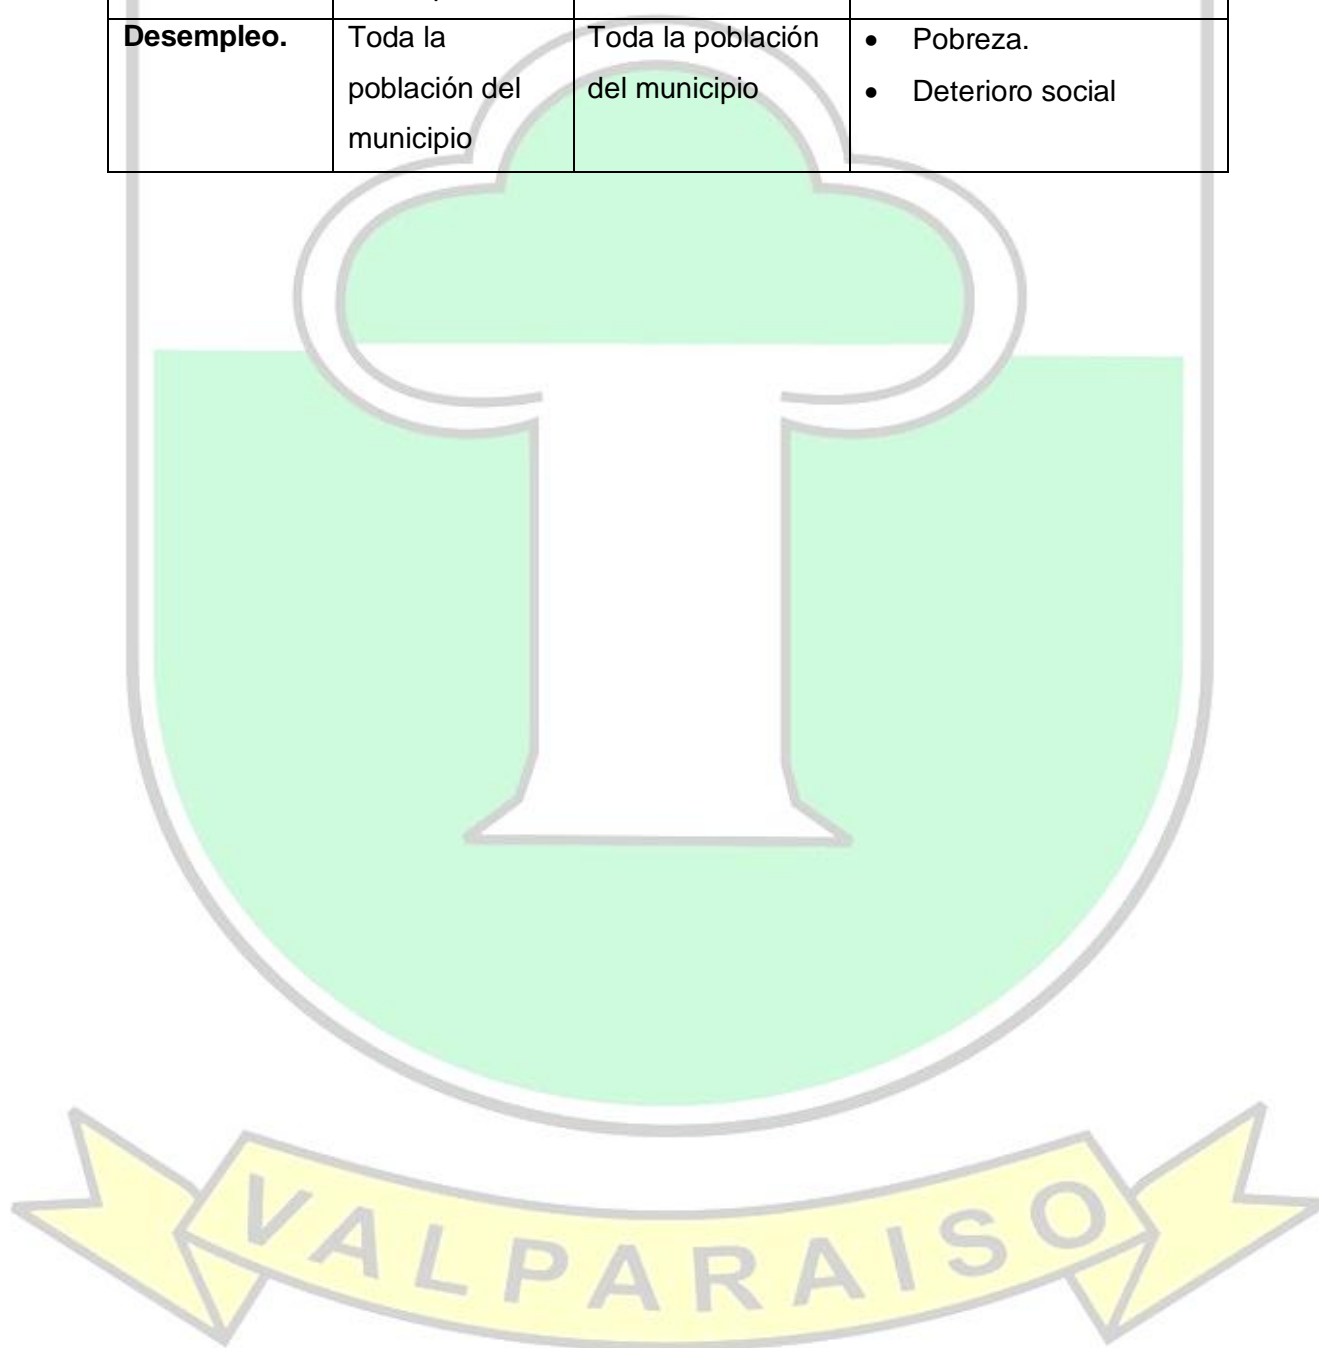 Desempleo.
Toda la
población del
municipio
Toda la población
del municipio
• Pobreza.
• Deterioro social
VALPARAISO